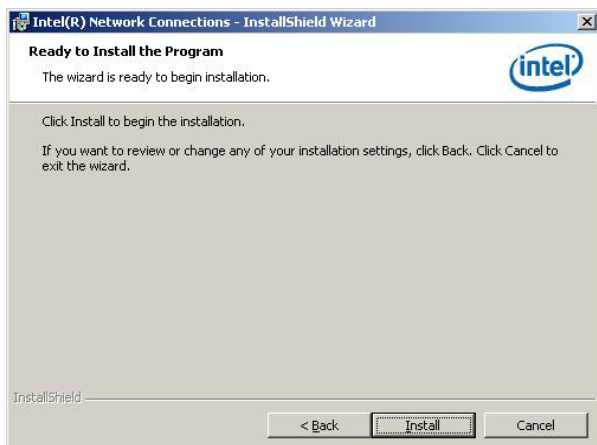 Intel(R) Network Connections - InstallShield Wizard
Ready to Install the Program
The wizard is ready to begin installation.
intel
Click Install to begin the installation.
If you want to review or change any of your installation settings, click Back. Click Cancel to
exit the wizard.
InstallShield
< Back
Install
Cancel